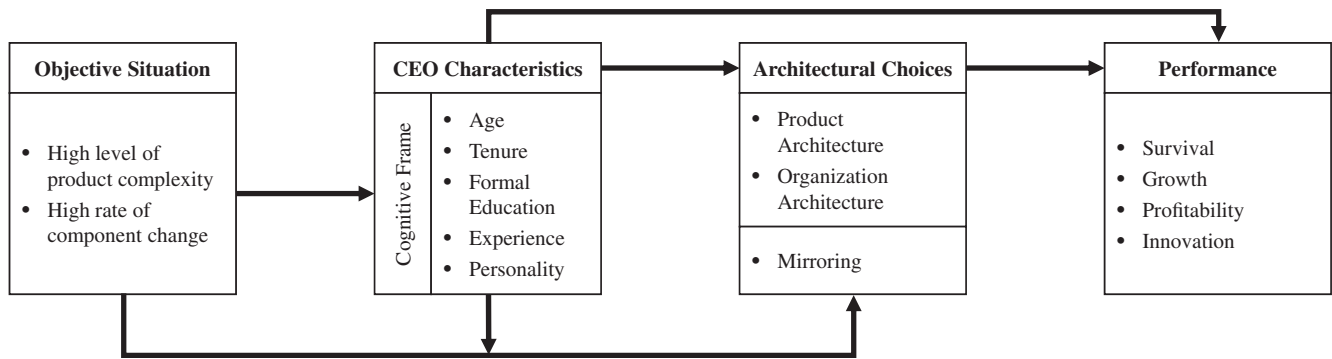 Objective Situation
• High level of
product complexity
• High rate of
component change
CEO Characteristics
Cognitive Frame
• Age
• Tenure
• Formal
Education
• Experience
• Personality
Architectural Choices
• Product
Architecture
• Organization
Architecture
• Mirroring
Performance
• Survival
• Growth
• Profitability
• Innovation